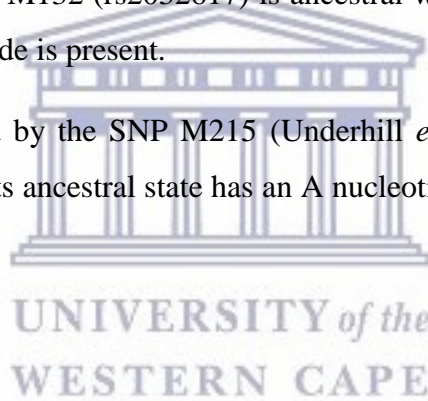 M132 (rs2032617) is ancestral w
de is present.
by the SNP M215 (Underhill e
ts ancestral state has an A nucleoti
UNIVERSITY of the
WESTERN CAPE